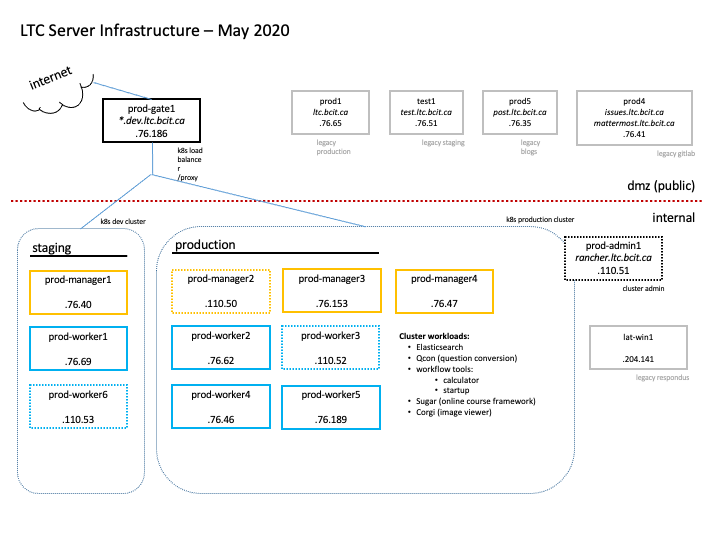 LTC Server Infrastructure – May 2020
internet
prod-gate1
*.dev.ltc.bcit.ca
.76.186
k8s load
balance
r
/proxy
prod1
ltc.bcit.ca
.76.65
legacy
production
test1
test.ltc.bcit.ca
.76.51
legacy staging
prod5
post.ltc.bcit.ca
.76.35
legacy
blogs
prod4
issues.ltc.bcit.ca
mattermost.ltc.bcit.ca
.76.41
legacy gitlab
dmz (public)
internal
k8s dev cluster
k8s production cluster
staging
prod-manager1
.76.40
prod-worker1
.76.69
prod-worker6
.110.53
production
prod-manager2
.110.50
prod-manager3
.76.153
prod-manager4
.76.47
prod-worker2
.76.62
prod-worker3
.110.52
prod-worker4
.76.46
prod-worker5
.76.189
Cluster workloads:
• Elasticsearch
• Qcon (question conversion)
• workflow tools:
• calculator
• startup
• Sugar (online course framework)
• Corgi (image viewer)
prod-admin1
rancher.ltc.bcit.ca
.110.51
cluster admin
lat-win1
.204.141
legacy respondus